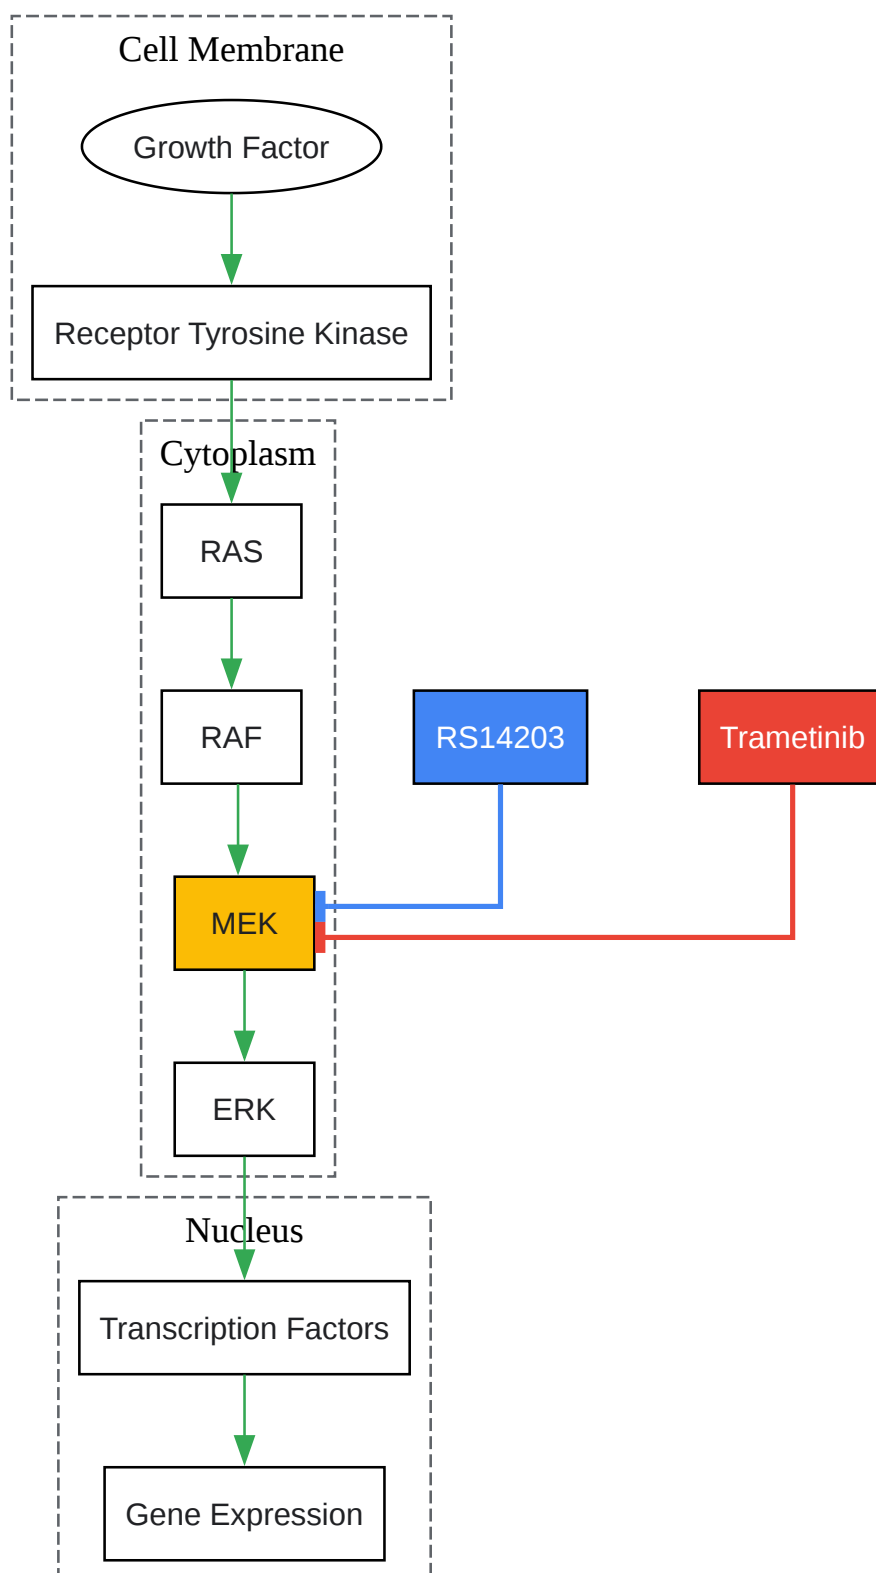 Cell Membrane
Growth Factor
Receptor Tyrosine Kinase
Cytoplasm
RAS
RAF
RS14203
Trametinib
MEK
ERK
Nucleus
Transcription Factors
Gene Expression